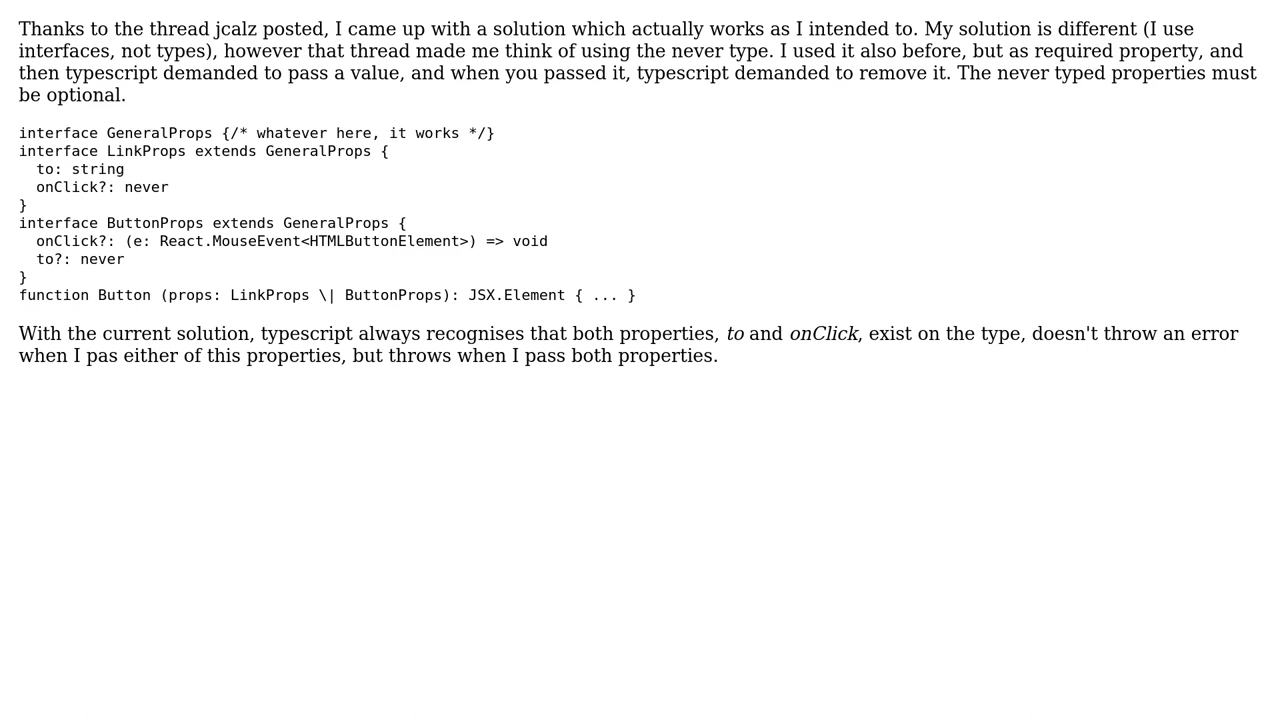 Thanks to the thread jcalz posted, I came up with a solution which actually works as I intended to. My solution is different (I use
interfaces, not types), however that thread made me think of using the never type. I used it also before, but as required property, and
then typescript demanded to pass a value, and when you passed it, typescript demanded to remove it. The never typed properties must
be optional.
interface GeneralProps {/* whatever here, it works */}
interface LinkProps extends GeneralProps {
  to: string
  onClick?: never
}
interface ButtonProps extends GeneralProps {
  onClick?: (e: React.MouseEvent<HTMLButtonElement>) => void
  to?: never
}
function Button (props: LinkProps \| ButtonProps): JSX.Element { ... }
With the current solution, typescript always recognises that both properties, to and onClick, exist on the type, doesn't throw an error
when I pas either of this properties, but throws when I pass both properties.